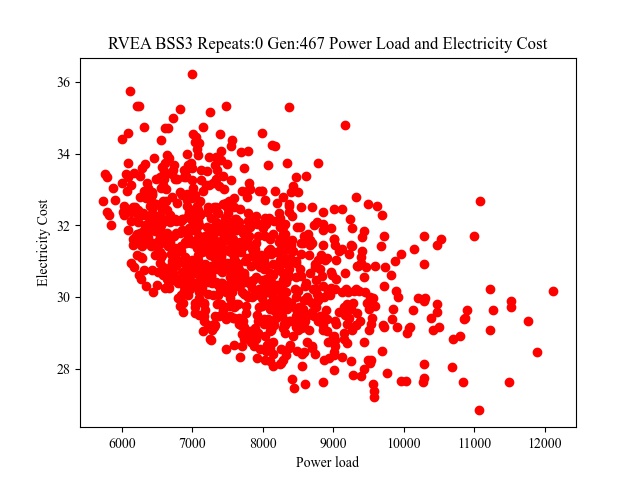 RVEA BSS3 Repeats:0 Gen:467 Power Load and Electricity Cost
36
34
32
30
28
Electricity Cost
6000 7000 8000 9000 10000 11000 12000
Power load